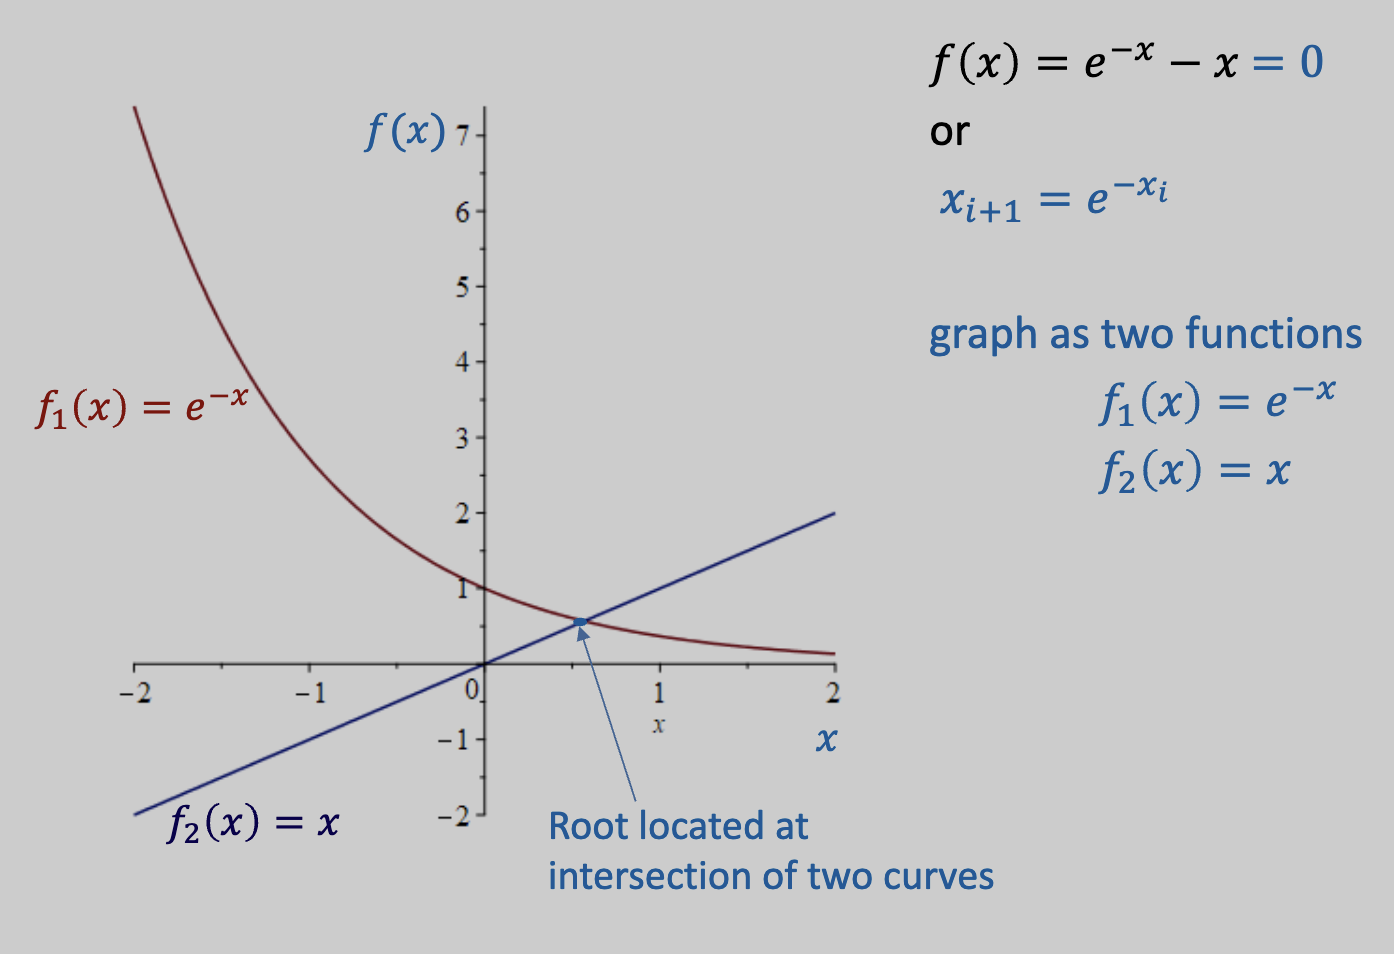 f(x) = e^{-x} − x = 0
or
x_{i+1} = e^{-x_i}
graph as two functions
f_1(x) = e^{-x}
f_2(x) = x
f(x)
7
6
5
4
3
2
1
−2 −1 0 1 2
x
x
−1
−2
f_1(x) = e^{-x}
f_2(x) = x
Root located at
intersection of two curves